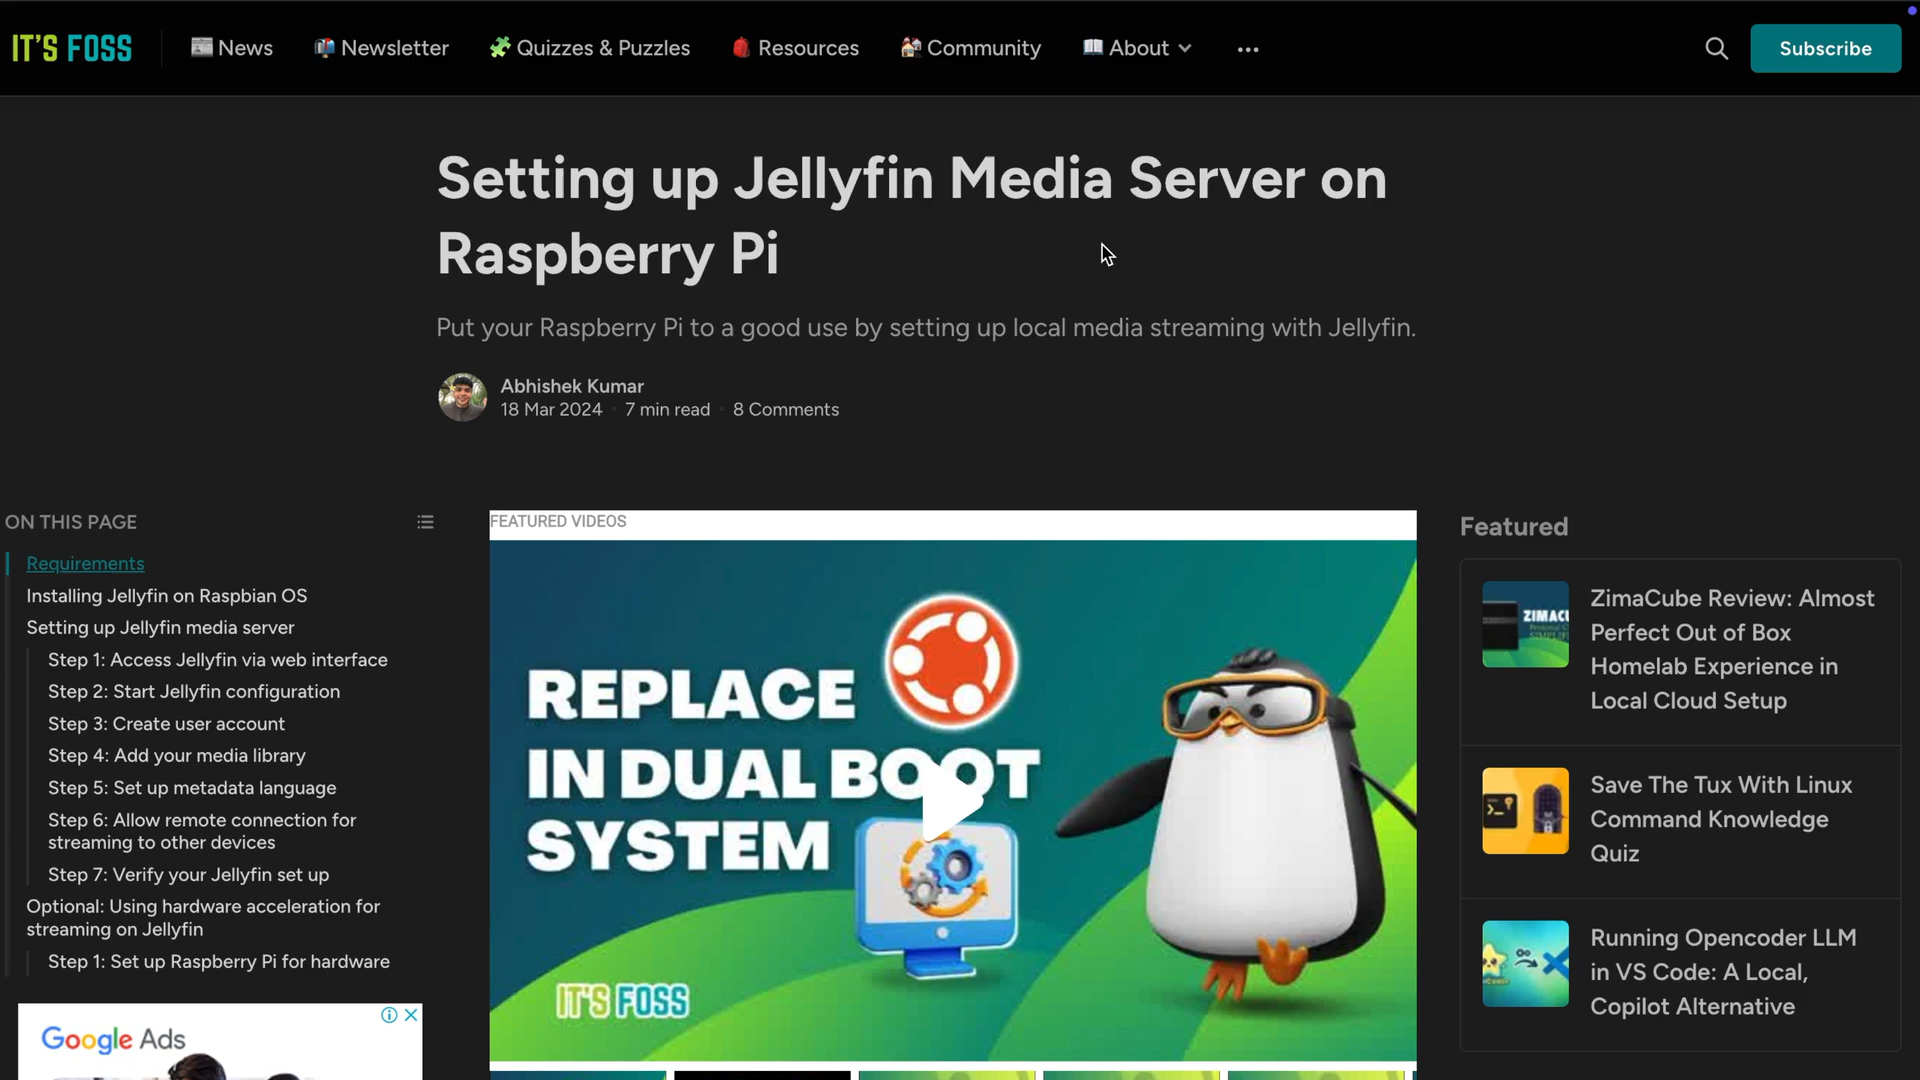 IT'S FOSS
News
Newsletter
Quizzes & Puzzles
Resources
Community
About
Subscribe
Setting up Jellyfin Media Server on
Raspberry Pi
Put your Raspberry Pi to a good use by setting up local media streaming with Jellyfin.
Abhishek Kumar
18 Mar 2024 • 7 min read • 8 Comments
ON THIS PAGE
Requirements
Installing Jellyfin on Raspbian OS
Setting up Jellyfin media server
Step 1: Access Jellyfin via web interface
Step 2: Start Jellyfin configuration
Step 3: Create user account
Step 4: Add your media library
Step 5: Set up metadata language
Step 6: Allow remote connection for
streaming to other devices
Step 7: Verify your Jellyfin set up
Optional: Using hardware acceleration for
streaming on Jellyfin
Step 1: Set up Raspberry Pi for hardware
Google Ads
FEATURED VIDEOS
REPLACE
IN DUAL BOOT
SYSTEM
IT'S FOSS
Featured
ZimaCube Review: Almost
Perfect Out of Box
Homelab Experience in
Local Cloud Setup
Save The Tux With Linux
Command Knowledge
Quiz
Running Opencoder LLM
in VS Code: A Local,
Copilot Alternative